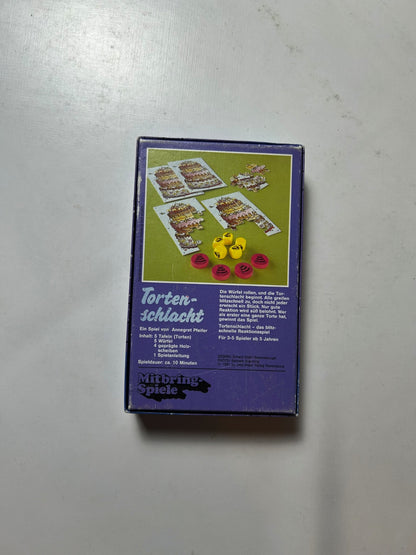 Torten-
schlacht
Ein Spiel von Annegret Pfeifer
Inhalt: 5 Tafeln (Torten)
5 Würfel
4 geprägte Holz-
scheiben
1 Spielanleitung
Spieldauer: ca. 10 Minuten
Die Würfel rollen, und die Tor-
tenschlacht beginnt. Alle greifen
blitzschnell zu, doch nicht jeder
erwischt ein Stück. Nur gute
Reaktion wird soll belohnt. Wer
als erster eine ganze Torte hat,
gewinnt das Spiel.
Tortenschlacht – das blitz-
schnelle Reaktionsspiel
Für 3-5 Spieler ab 5 Jahren
Mitbring-
Spiele